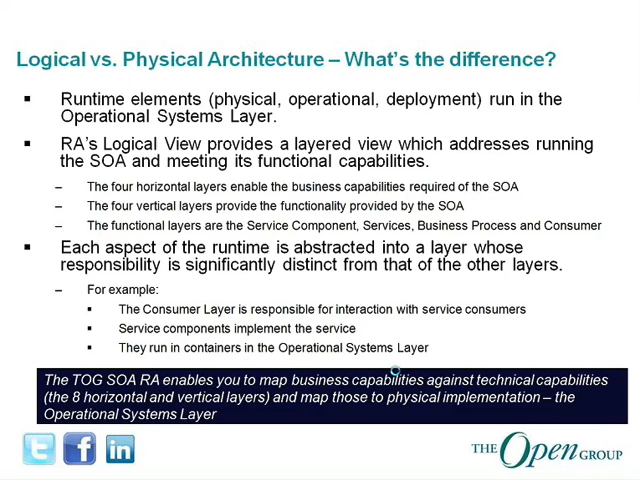 Logical vs. Physical Architecture – What's the difference?
▪ Runtime elements (physical, operational, deployment) run in the
Operational Systems Layer.
▪ RA's Logical View provides a layered view which addresses running
the SOA and meeting its functional capabilities.
– The four horizontal layers enable the business capabilities required of the SOA
– The four vertical layers provide the functionality provided by the SOA
– The functional layers are the Service Component, Services, Business Process and Consumer
▪ Each aspect of the runtime is abstracted into a layer whose
responsibility is significantly distinct from that of the other layers.
– For example:
▪ The Consumer Layer is responsible for interaction with service consumers
▪ Service components implement the service
▪ They run in containers in the Operational Systems Layer
The TOG SOA RA enables you to map business capabilities against technical capabilities
(the 8 horizontal and vertical layers) and map those to physical implementation – the
Operational Systems Layer
t f in
THE Open GROUP